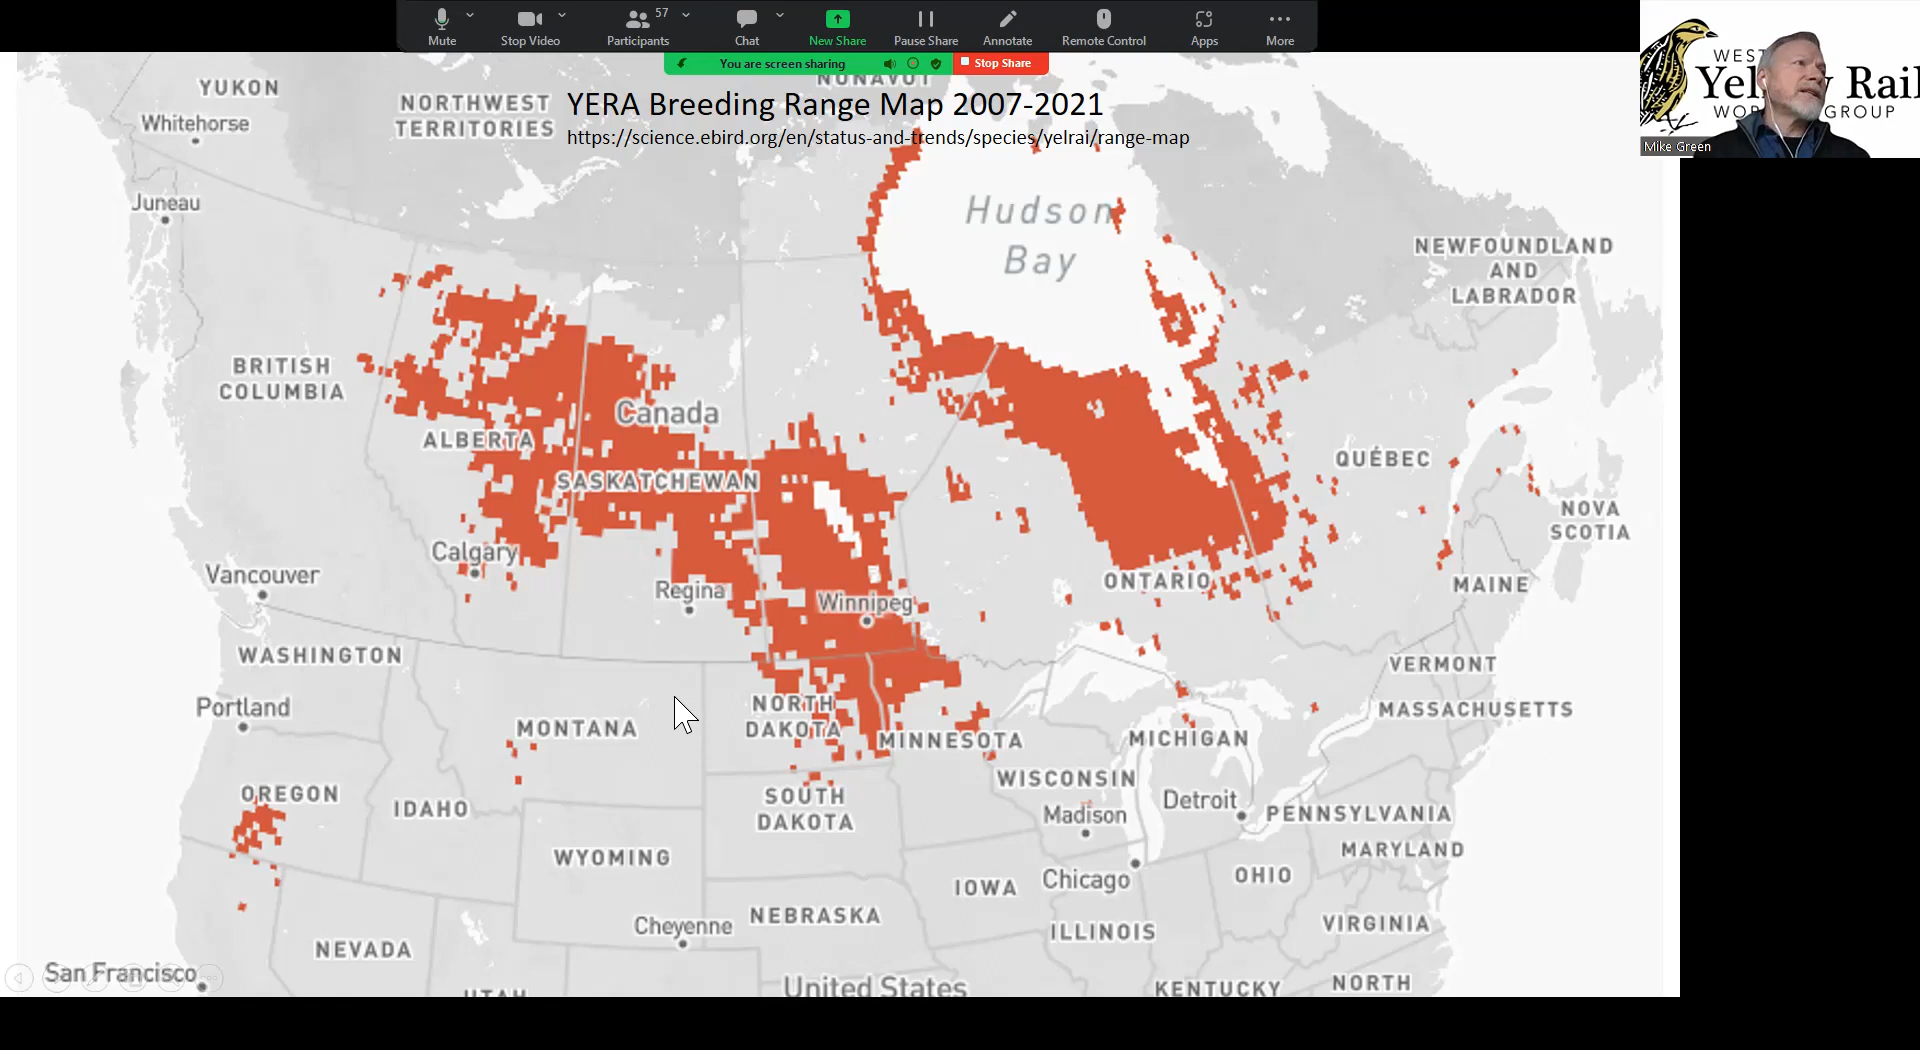 57
Mute
Stop Video
Participants
Chat
New Share
Pause Share
Annotate
Remote Control
Apps
More
You are screen sharing
Stop Share
WEST
Yel y Rail
WO GROUP
Mike Green
YERA Breeding Range Map 2007-2021
https://science.ebird.org/en/status-and-trends/species/yelrai/range-map
NUNAVUT
YUKON
Whitehorse
NORTHWEST
TERRITORIES
Juneau
Hudson
Bay
NEWFOUNDLAND
AND
LABRADOR
BRITISH
COLUMBIA
Canada
ALBERTA
SASKATCHEWAN
QUÉBEC
NOVA
SCOTIA
Calgary
Vancouver
Regina
Winnipeg
ONTARIO
MAINE
WASHINGTON
VERMONT
Portland
NORTH
DAKOTA
MONTANA
MINNESOTA
MICHIGAN
MASSACHUSETTS
OREGON
IDAHO
SOUTH
DAKOTA
WISCONSIN
Madison
Detroit
PENNSYLVANIA
WYOMING
MARYLAND
IOWA
Chicago
OHIO
Cheyenne
NEBRASKA
ILLINOIS
VIRGINIA
NEVADA
San Francisco
UTAH
United States
KENTUCKY
NORTH